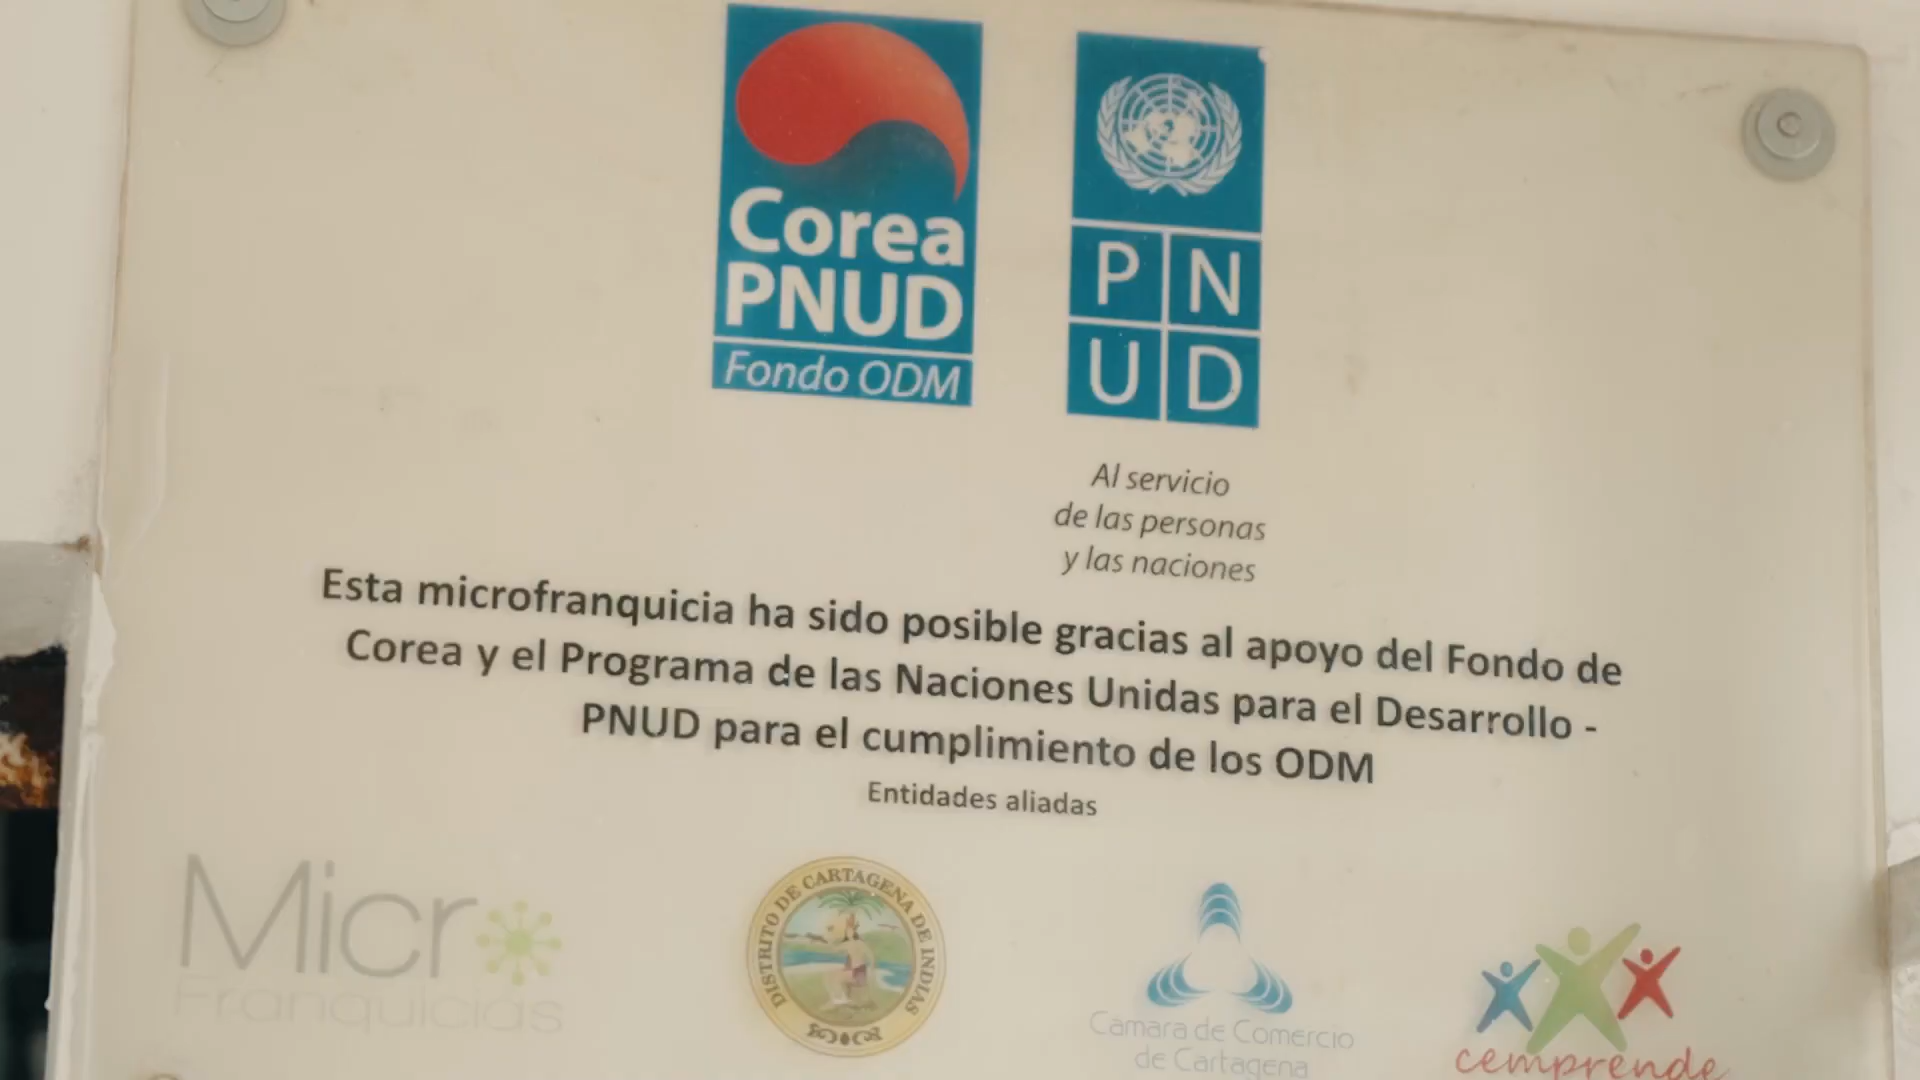 Corea
PNUD
Fondo ODM
P N
U D
Al servicio
de las personas
y las naciones
Esta microfranquicia ha sido posible gracias al apoyo del Fondo de
Corea y el Programa de las Naciones Unidas para el Desarrollo -
PNUD para el cumplimiento de los ODM
Entidades aliadas
Micr
Franquicias
DISTRITO DE CARTAGENA DE INDIAS
Cámara de Comercio
de Cartagena
cemprende